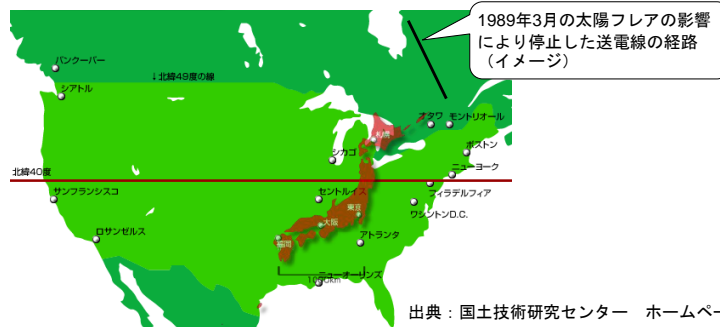 1989年3月の太陽フレアの影響
により停止した送電線の経路
（イメージ）
バンクーバー
↓北緯49度の線
シアトル
オタワ
モントリオール
札幌
ボストン
シカゴ
ニューヨーク
北緯40度
サンフランシスコ
セントルイス
フィラデルフィア
東京
ワシントンD.C.
大阪
ロサンゼルス
福岡
アトランタ
ニューオーリンズ
出典：国土技術研究センター　ホームペー